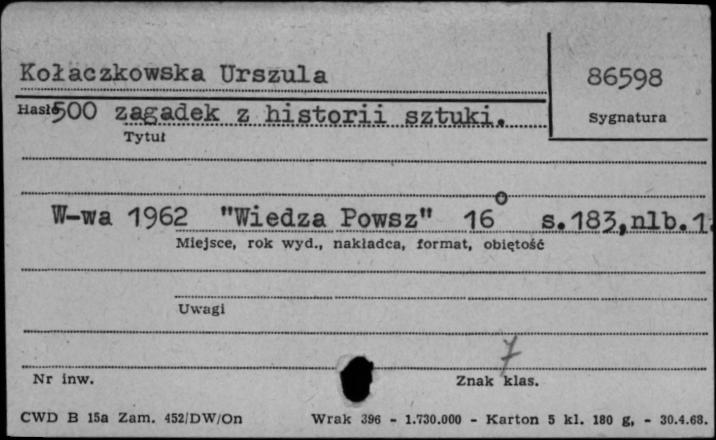 Kołaczkowska Urszula
86598
Hasło
500 zagadek z historii sztuki.
Sygnatura
Tytuł
W-wa 1962 "Wiedza Powsz" 16° s.183,nlb.1.
Miejsce, rok wyd., nakładca, format, objętość
Uwagi
7
Nr inw.
Znak klas.
CWD B 15a Zam. 452/DW/On Wrak 396 - 1.730.000 - Karton 5 kl. 180 g, - 30.4.68.